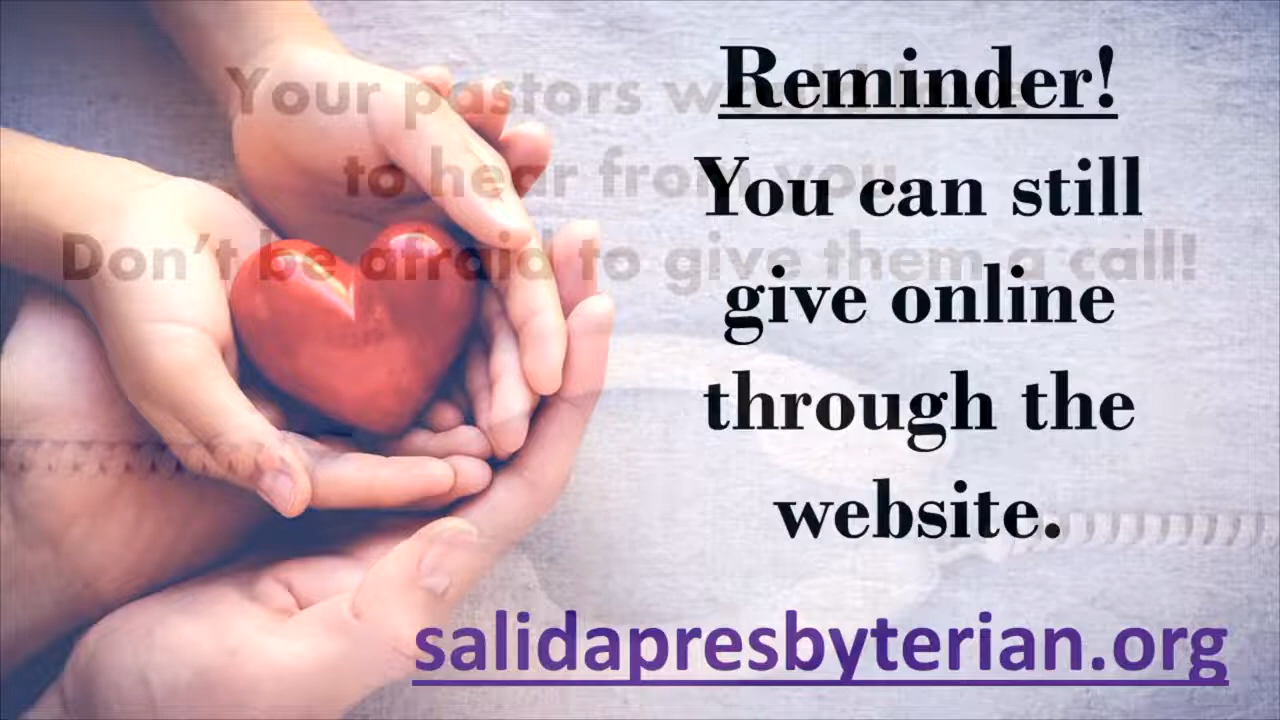 Reminder!
You can still
give online
through the
website.
salidapresbyterian.org
Your pastors
to hear from you
Don't be afraid to give them a call!